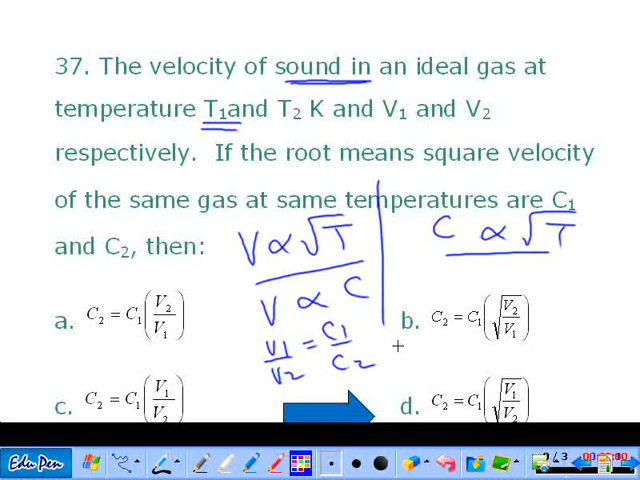 37. The velocity of sound in an ideal gas at
temperature T₁and T₂ K and V₁ and V₂
respectively. If the root means square velocity
of the same gas at same temperatures are C₁
and C₂, then:
V ∝ √T
C ∝ √T
V ∝ C
V1/V2 = C1/C2
a. C₂ = C₁(V₂/V₁)
b. C₂ = C₁(√(V₂/V₁))
c. C₂ = C₁(V₁/V₂)
d. C₂ = C₁(√(V₁/V₂))
Edu Pen